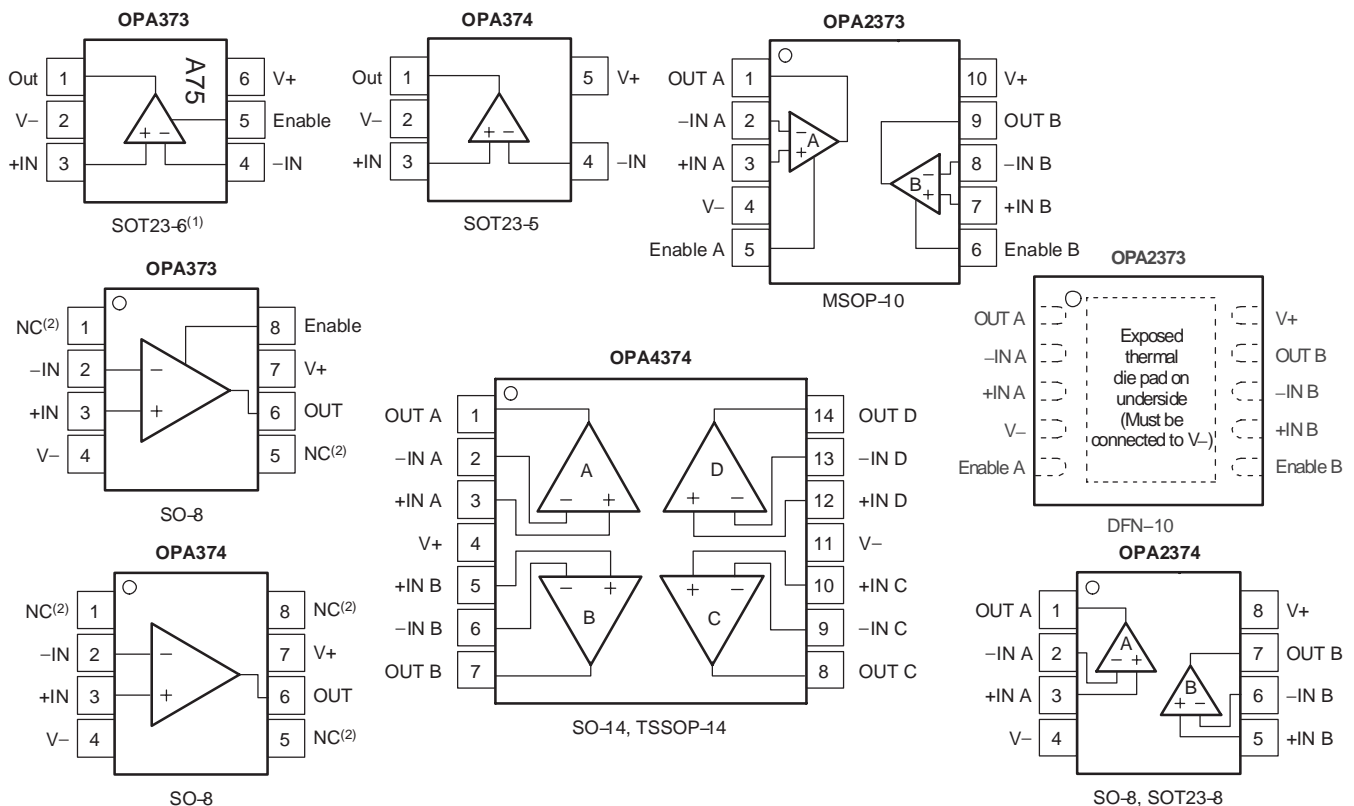 OPA373
Out 1
V– 2
+IN 3
A75
6 V+
5 Enable
4 –IN
+ –
SOT23–6(1)
OPA374
Out 1
V– 2
+IN 3
5 V+
4 –IN
+ –
SOT23–5
OPA2373
OUT A 1
–IN A 2
+IN A 3
V– 4
Enable A 5
10 V+
9 OUT B
8 –IN B
7 +IN B
6 Enable B
– + A
B – +
MSOP–10
OPA373
NC(2) 1
–IN 2
+IN 3
V– 4
8 Enable
7 V+
6 OUT
5 NC(2)
–
+
SO–8
OPA4374
OUT A 1
–IN A 2
+IN A 3
V+ 4
+IN B 5
–IN B 6
OUT B 7
14 OUT D
13 –IN D
12 +IN D
11 V–
10 +IN C
9 –IN C
8 OUT C
A – +
D + –
– + B
+ – C
SO–14, TSSOP–14
OPA2373
OUT A
–IN A
+IN A
V–
Enable A
Exposed
thermal
die pad on
underside
(Must be
connected to V–)
V+
OUT B
–IN B
+IN B
Enable B
DFN–10
OPA374
NC(2) 1
–IN 2
+IN 3
V– 4
8 NC(2)
7 V+
6 OUT
5 NC(2)
–
+
SO–8
OPA2374
OUT A 1
–IN A 2
+IN A 3
V– 4
8 V+
7 OUT B
6 –IN B
5 +IN B
A – +
B + –
SO–8, SOT23–8